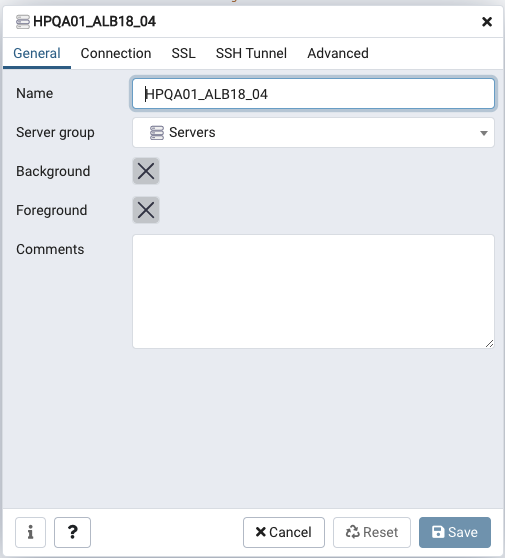 HPQA01_ALB18_04
General Connection SSL SSH Tunnel Advanced
Name HPQA01_ALB18_04
Server group Servers
Background
Foreground
Comments
i ? Cancel Reset Save